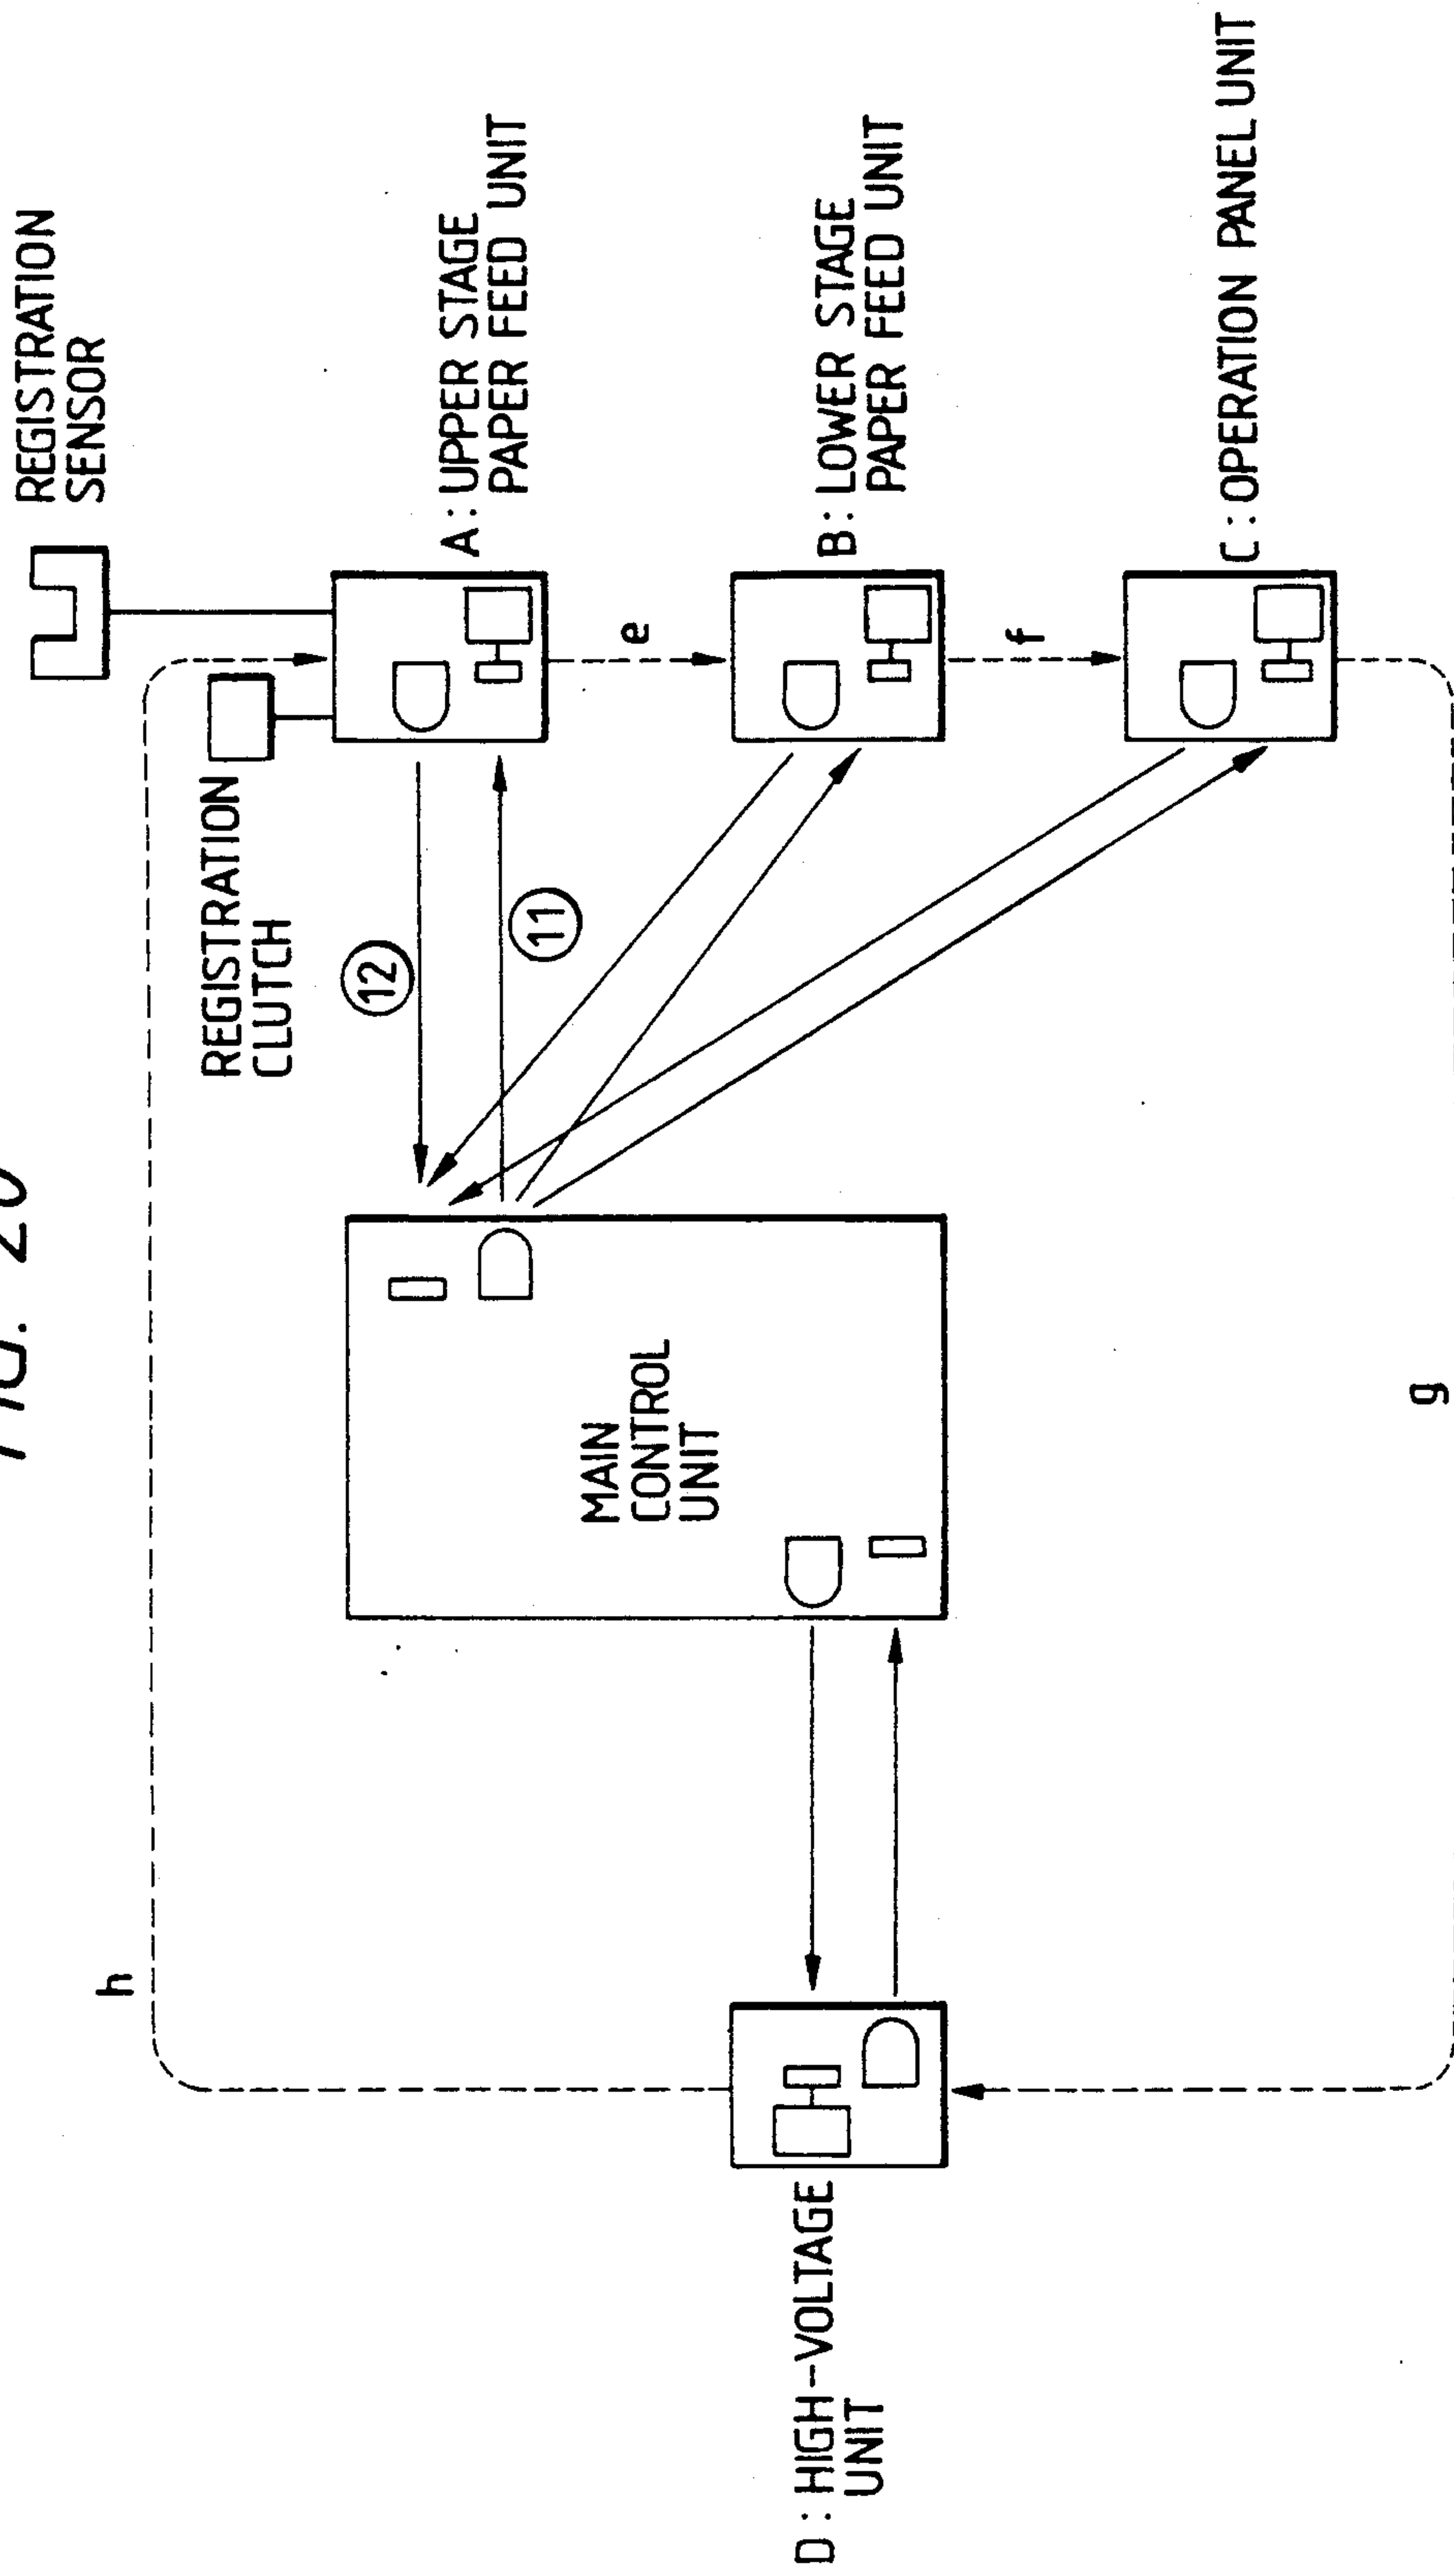 FIG. 20
REGISTRATION
SENSOR
h
REGISTRATION
CLUTCH
12
11
A: UPPER STAGE
PAPER FEED UNIT
e
MAIN
CONTROL
UNIT
D: HIGH-VOLTAGE
UNIT
B: LOWER STAGE
PAPER FEED UNIT
f
C: OPERATION PANEL UNIT
g